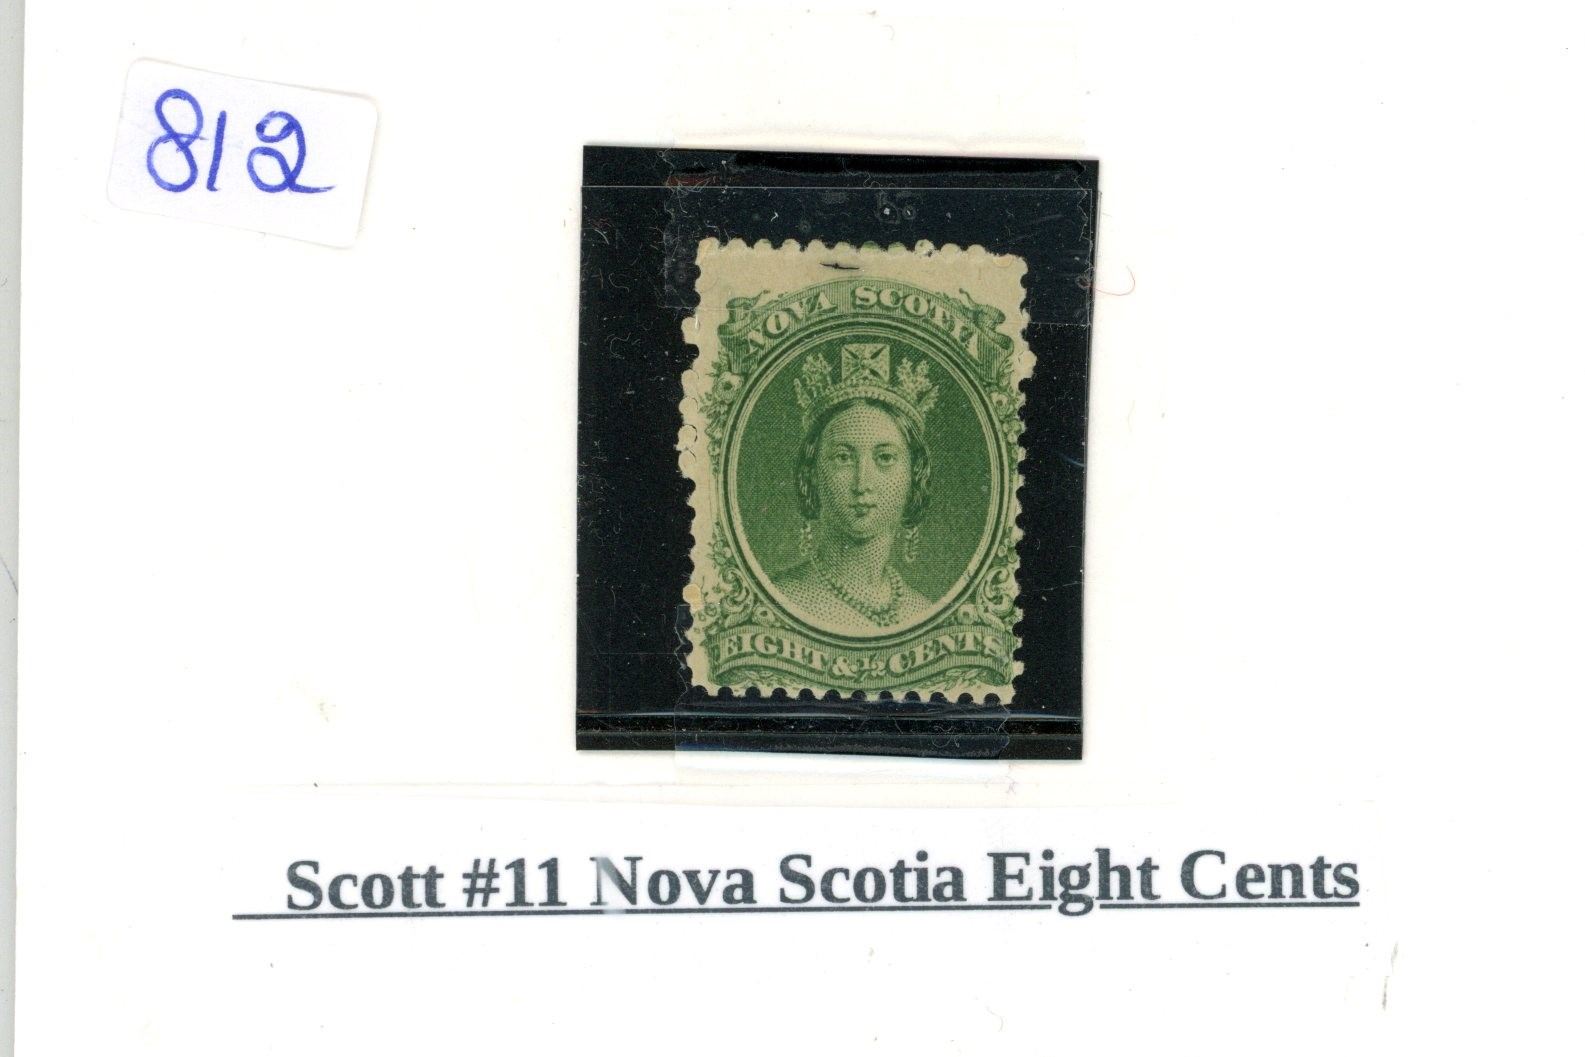 812
NOVA SCOTIA
EIGHT & ½ CENTS
Scott #11 Nova Scotia Eight Cents